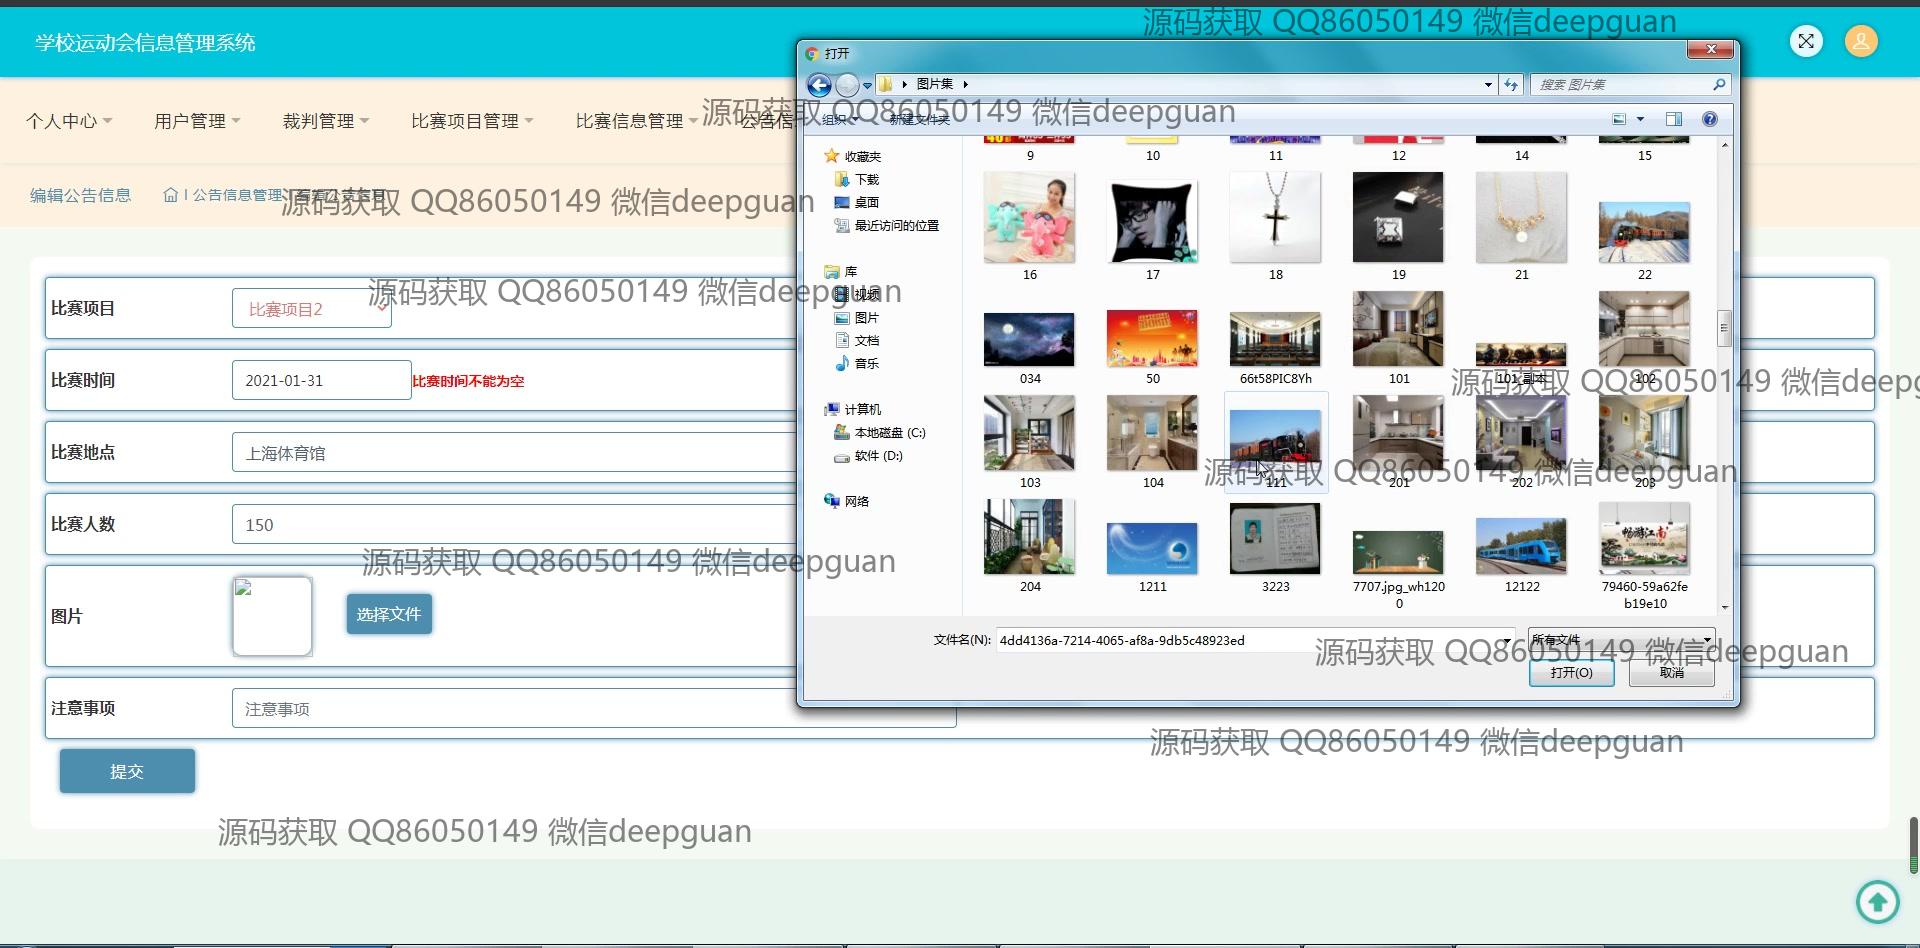 源码获取 QQ86050149 微信deepguan
学校运动会信息管理系统
打开
图片集
搜索 图片集
个人中心
用户管理
裁判管理
比赛项目管理
比赛信息管理
源码获取 QQ86050149 微信deepguan
组织
新建文件夹
编辑公告信息
公告信息管理
编辑公告信息
源码获取 QQ86050149 微信deepguan
收藏夹
下载
桌面
最近访问的位置
库
视频
图片
文档
音乐
计算机
本地磁盘 (C:)
软件 (D:)
网络
9 10 11 12 14 15
16 17 18 19 21 22
034 50 66t58PIC8Yh 101 101_副本 102
103 104 111 201 202 203
204 1211 3223 7707.jpg_wh120 12122 79460-59a62fe
0 b19e10
畅游江南
文件名(N): 4dd4136a-7214-4065-af8a-9db5c48923ed
所有文件
打开(O)
取消
源码获取 QQ86050149 微信deepguan
比赛项目
比赛项目2
比赛时间
2021-01-31
比赛时间不能为空
源码获取 QQ86050149 微信deepg
比赛地点
上海体育馆
源码获取 QQ86050149 微信deepguan
比赛人数
150
源码获取 QQ86050149 微信deepguan
图片
选择文件
源码获取 QQ86050149 微信deepguan
注意事项
注意事项
源码获取 QQ86050149 微信deepguan
提交
源码获取 QQ86050149 微信deepguan